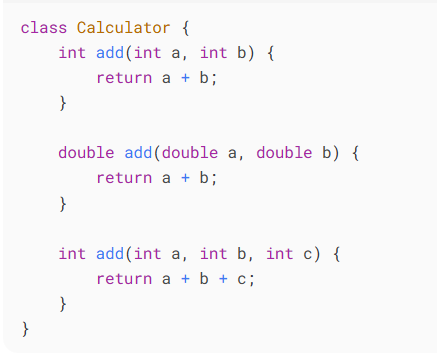 class Calculator {
    int add(int a, int b) {
        return a + b;
    }

    double add(double a, double b) {
        return a + b;
    }

    int add(int a, int b, int c) {
        return a + b + c;
    }
}